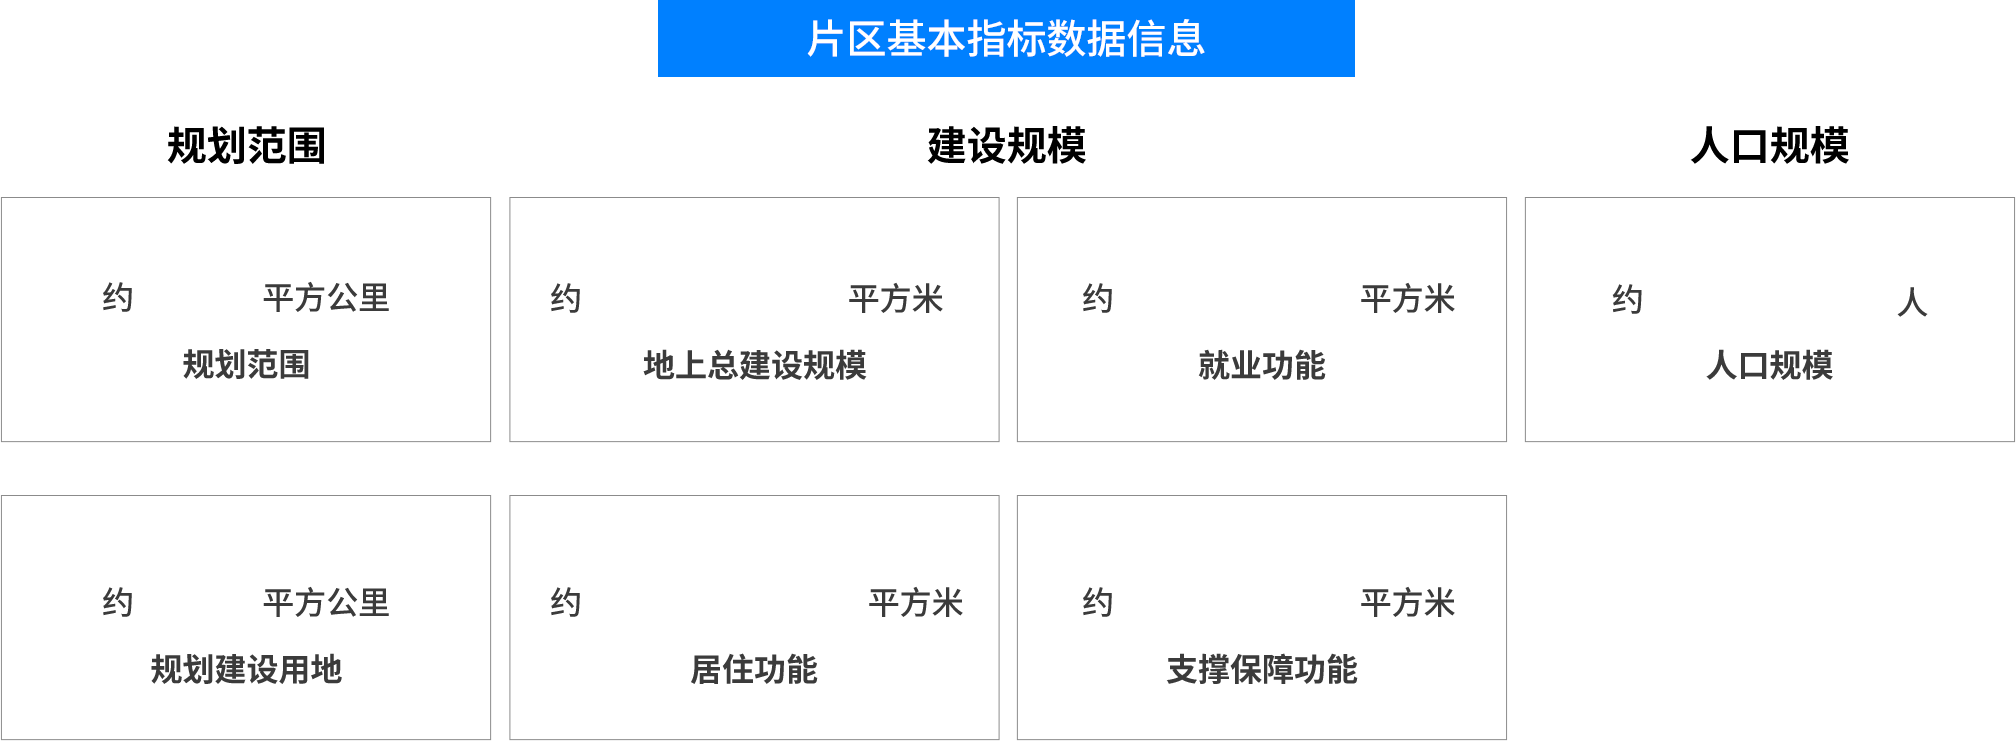 片区基本指标数据信息
规划范围
建设规模
人口规模
约 平方公里
规划范围
约 平方米
地上总建设规模
约 平方米
就业功能
约 人
人口规模
约 平方公里
规划建设用地
约 平方米
居住功能
约 平方米
支撑保障功能